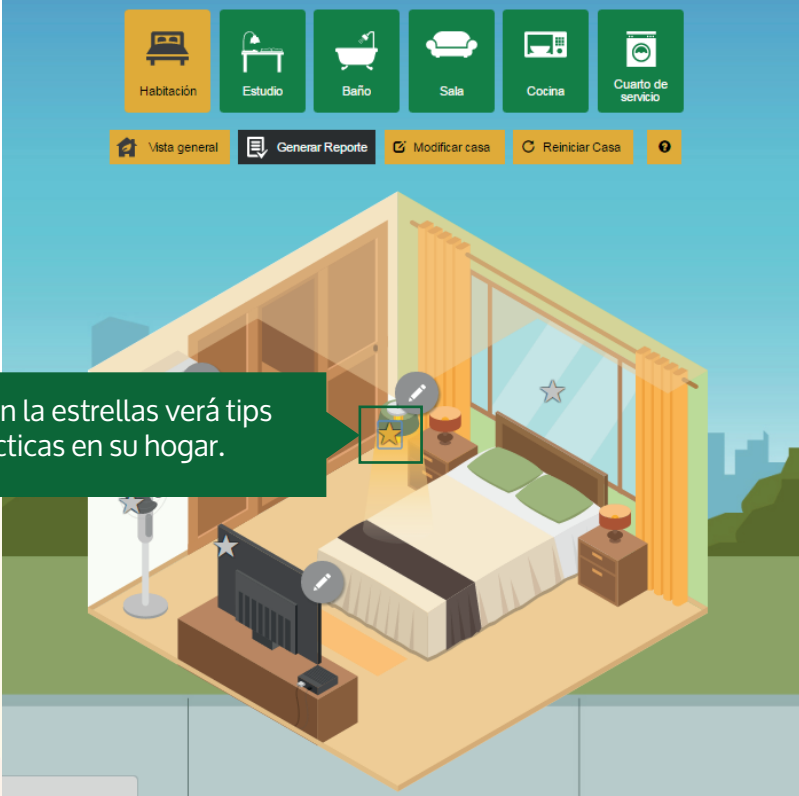 Habitación
Estudio
Baño
Sala
Cocina
Cuarto de
servicio
Vista general
Generar Reporte
Modificar casa
Reiniciar Casa
?
n la estrellas verá tips
cticas en su hogar.